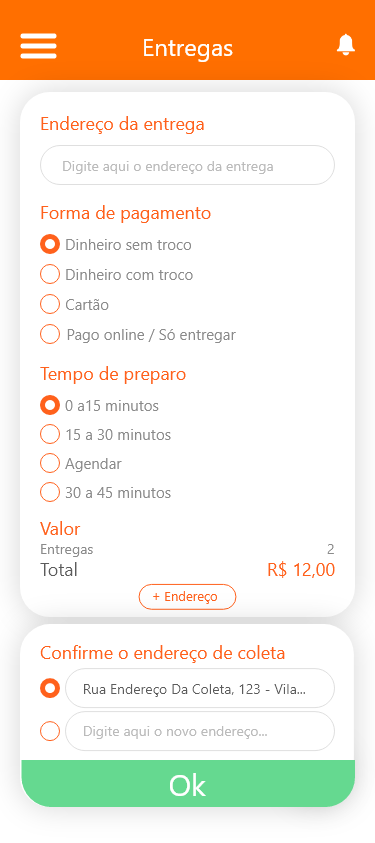 Entregas
Endereço da entrega
Digite aqui o endereço da entrega
Forma de pagamento
Dinheiro sem troco
Dinheiro com troco
Cartão
Pago online / Só entregar
Tempo de preparo
0 a15 minutos
15 a 30 minutos
Agendar
30 a 45 minutos
Valor
Entregas 2
Total R$ 12,00
+ Endereço
Confirme o endereço de coleta
Rua Endereço Da Coleta, 123 - Vila...
Digite aqui o novo endereço...
Ok